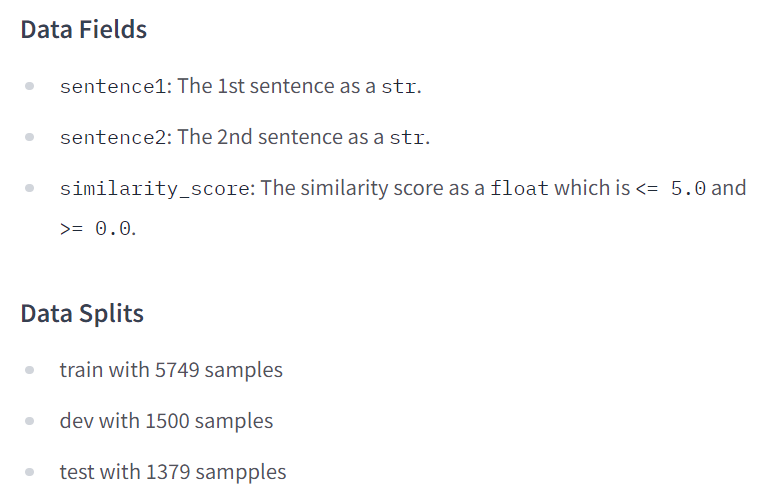 Data Fields
sentence1: The 1st sentence as a str.
sentence2: The 2nd sentence as a str.
similarity_score: The similarity score as a float which is <= 5.0 and
>= 0.0.
Data Splits
train with 5749 samples
dev with 1500 samples
test with 1379 sampples